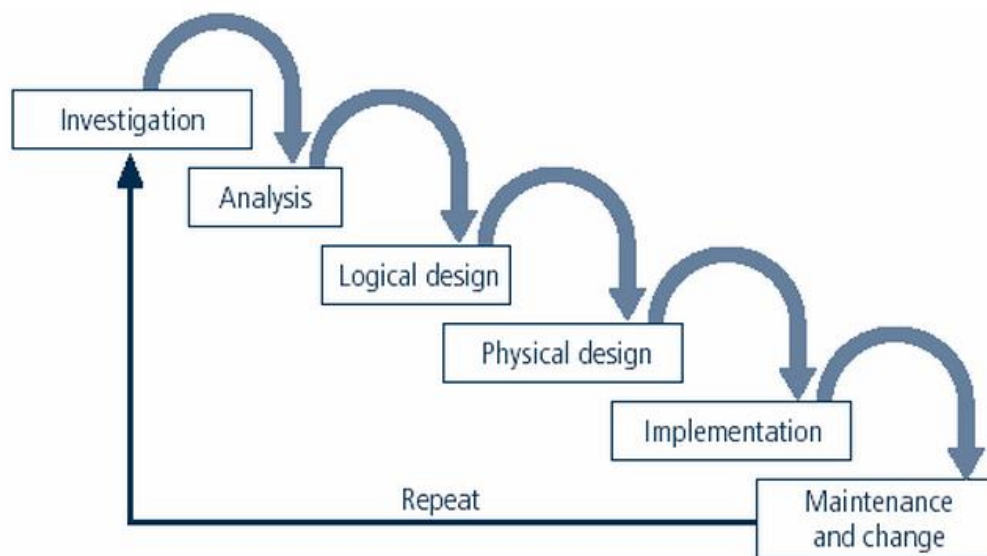 Investigation
Analysis
Logical design
Physical design
Implementation
Repeat
Maintenance
and change